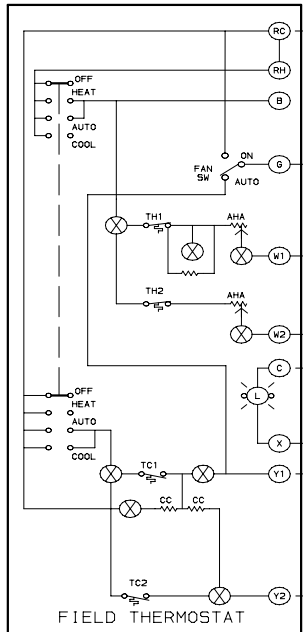 RC
RH
OFF
HEAT
B
AUTO
COOL
ON
FAN
SW
G
AUTO
TH1
AHA
W1
TH2
AHA
W2
C
L
OFF
HEAT
X
AUTO
COOL
TC1
Y1
CC CC
TC2
Y2
FIELD THERMOSTAT